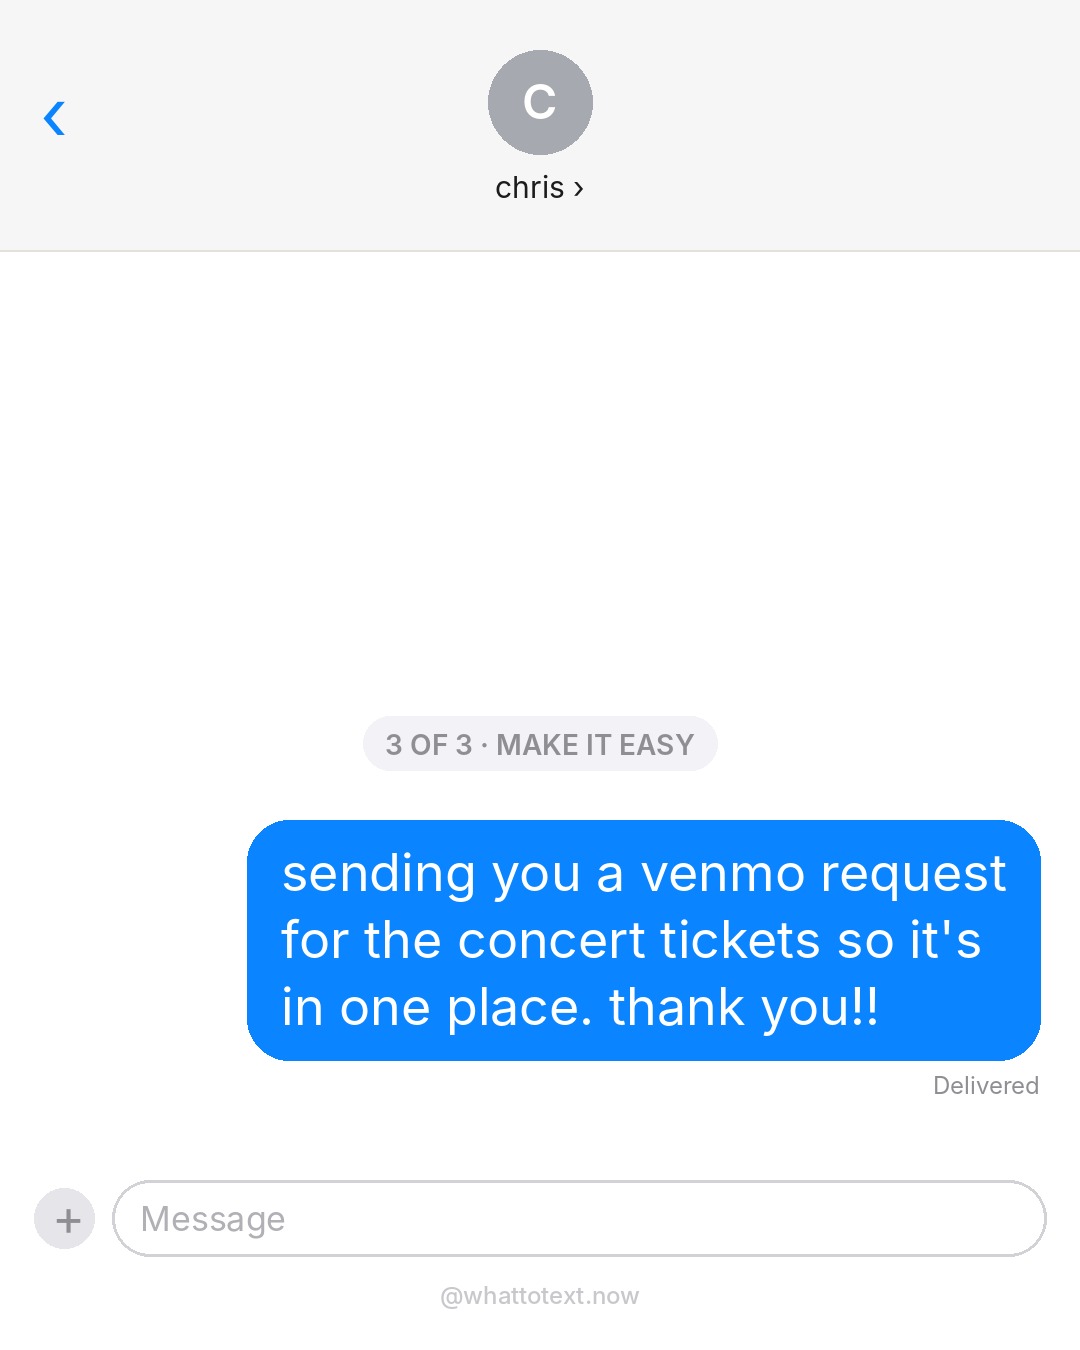 ‹
C
chris ›
3 OF 3 · MAKE IT EASY
sending you a venmo request
for the concert tickets so it's
in one place. thank you!!
Delivered
+
Message
@whattotext.now